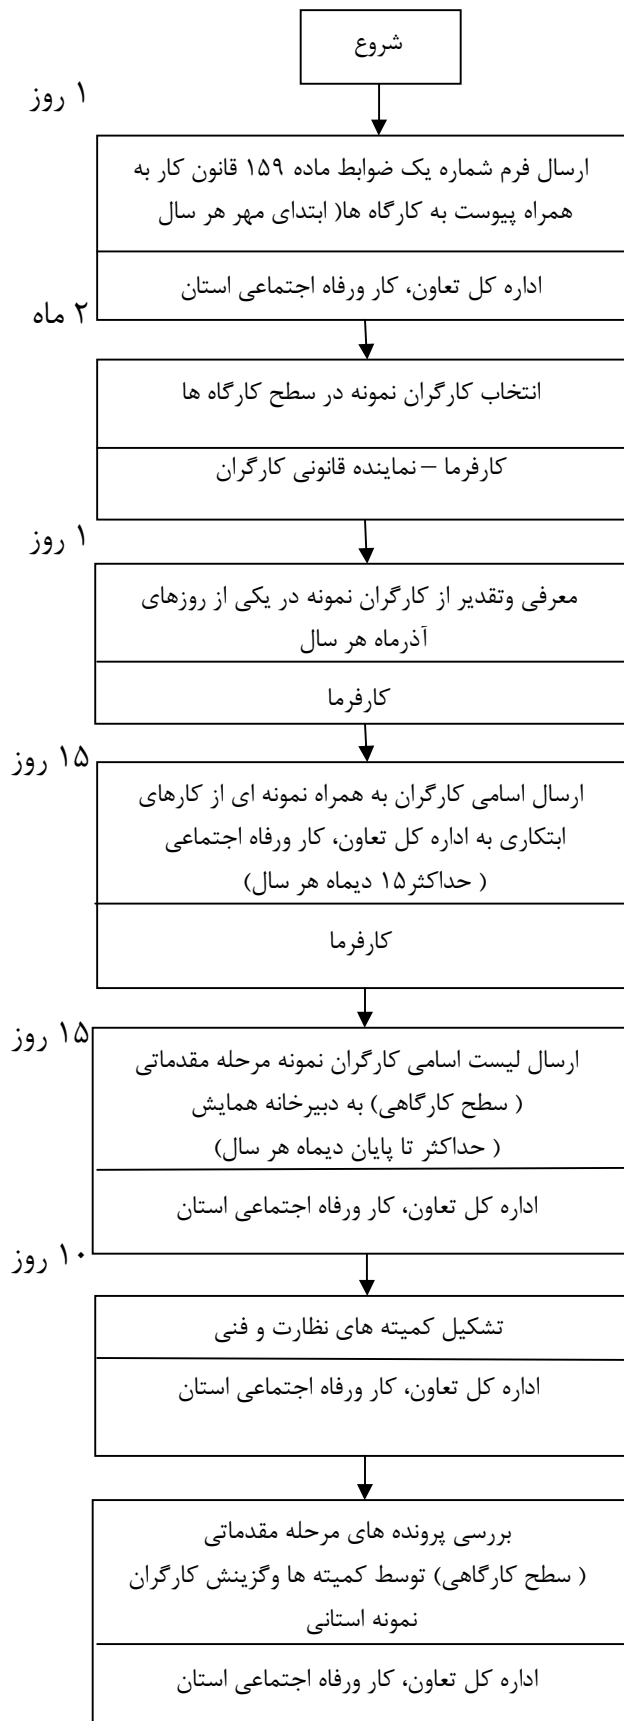 شروع
۱ روز
ارسال فرم شماره یک ضوابط ماده ۱۵۹ قانون کار به
همراه پیوست به کارگاه ها( ابتدای مهر هر سال
اداره کل تعاون، کار ورفاه اجتماعی استان
۲ ماه
انتخاب کارگران نمونه در سطح کارگاه ها
کارفرما – نماینده قانونی کارگران
۱ روز
معرفی وتقدیر از کارگران نمونه در یکی از روزهای
آذرماه هر سال
کارفرما
۱۵ روز
ارسال اسامی کارگران به همراه نمونه ای از کارهای
ابتکاری به اداره کل تعاون، کار ورفاه اجتماعی
( حداکثر۱۵ دیماه هر سال)
کارفرما
۱۵ روز
ارسال لیست اسامی کارگران نمونه مرحله مقدماتی
( سطح کارگاهی) به دبیرخانه همایش
( حداکثر تا پایان دیماه هر سال)
اداره کل تعاون، کار ورفاه اجتماعی استان
۱۰ روز
تشکیل کمیته های نظارت و فنی
اداره کل تعاون، کار ورفاه اجتماعی استان
بررسی پرونده های مرحله مقدماتی
( سطح کارگاهی) توسط کمیته ها وگزینش کارگران
نمونه استانی
اداره کل تعاون، کار ورفاه اجتماعی استان